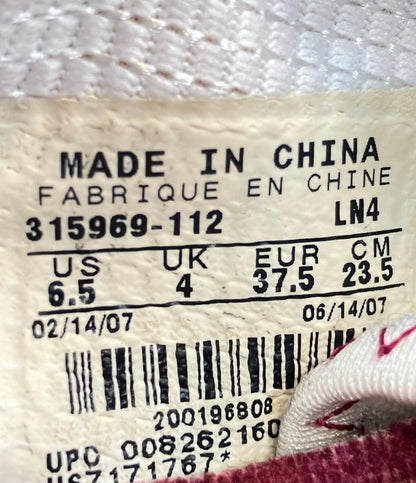 MADE IN CHINA
FABRIQUE EN CHINE
315969-112 LN4
US UK EUR CM
6.5 4 37.5 23.5
02/14/07 06/14/07
200196808
UPC 008262160
US7171767*